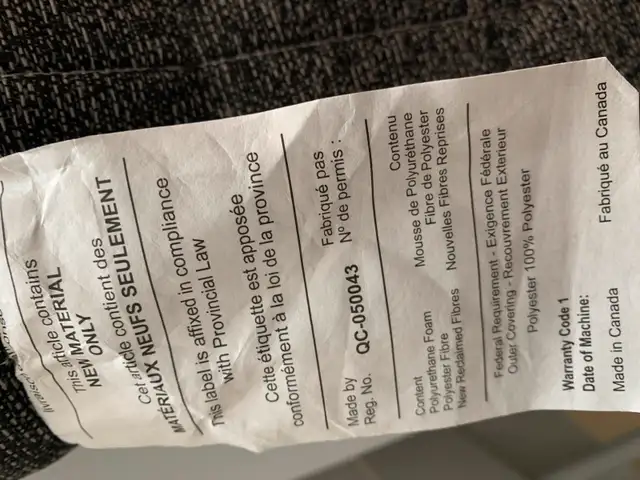 This article contains
NEW MATERIAL
ONLY
Cet article contient des
MATÉRIAUX NEUFS SEULEMENT
This label is affixed in compliance
with Provincial Law
Cette étiquette est apposée
conformément à la loi de la province
Made by Fabriqué pas
Reg. No. QC-050043 Nº de permis :
Content Contenu
Polyurethane Foam Mousse de Polyuréthane
Polyester Fibre Fibre de Polyester
New Reclaimed Fibres Nouvelles Fibres Reprises
Federal Requirement - Exigence Fédérale
Outer Covering - Recouvrement Exterieur
Polyester 100% Polyester
Warranty Code 1
Date of Machine:
Made in Canada Fabriqué au Canada